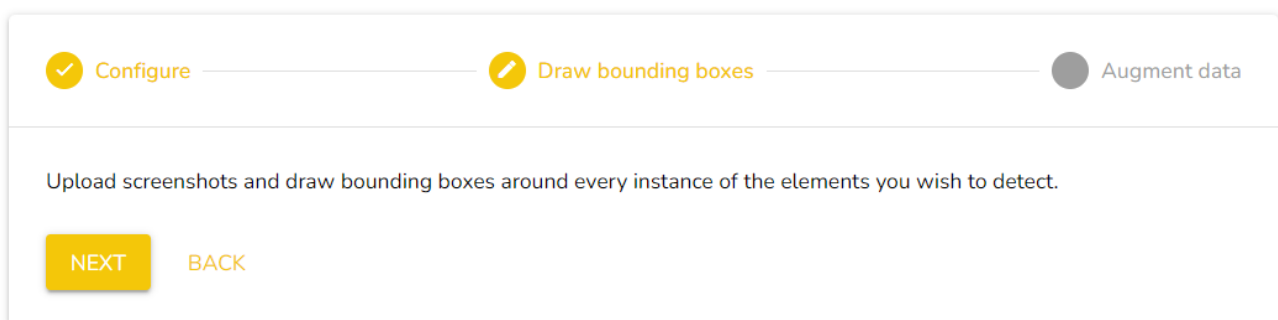 Configure Draw bounding boxes Augment data
Upload screenshots and draw bounding boxes around every instance of the elements you wish to detect.
NEXT BACK